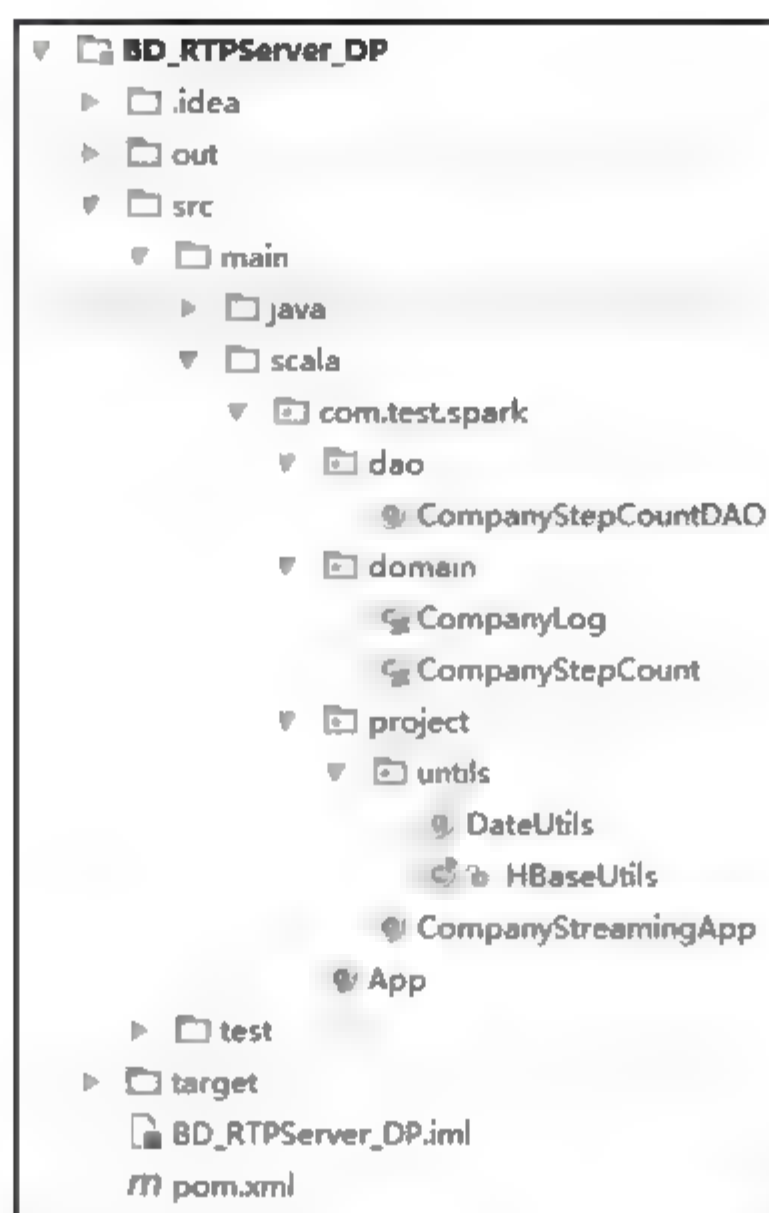 BD_RTPServer_DP
.idea
out
src
main
java
scala
com.test.spark
dao
CompanyStepCountDAO
domain
CompanyLog
CompanyStepCount
project
untils
DateUtils
HBaseUtils
CompanyStreamingApp
App
test
target
BD_RTPServer_DP.iml
m pom.xml